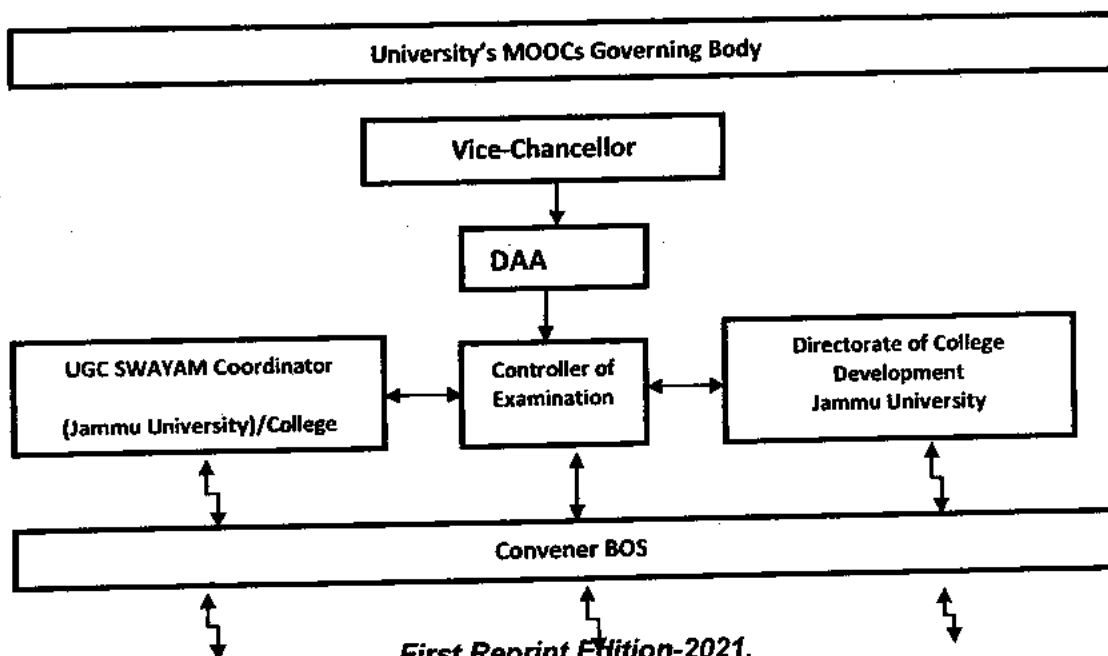 University's MOOCs Governing Body
Vice-Chancellor
DAA
UGC SWAYAM Coordinator
(Jammu University)/College
Controller of
Examination
Directorate of College
Development
Jammu University
Convener BOS
First Reprint Edition-2021.